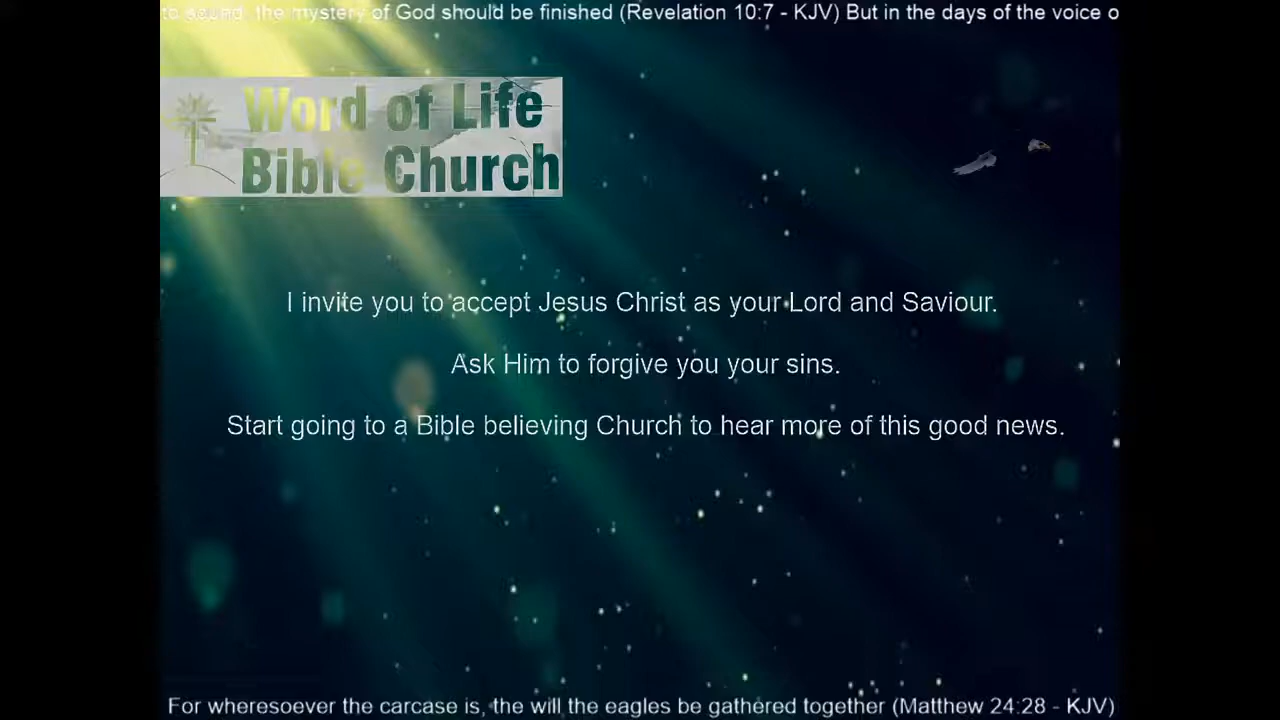 to sound, the mystery of God should be finished (Revelation 10:7 - KJV) But in the days of the voice o
Word of Life
Bible Church
I invite you to accept Jesus Christ as your Lord and Saviour.
Ask Him to forgive you your sins.
Start going to a Bible believing Church to hear more of this good news.
For wheresoever the carcase is, the will the eagles be gathered together (Matthew 24:28 - KJV)